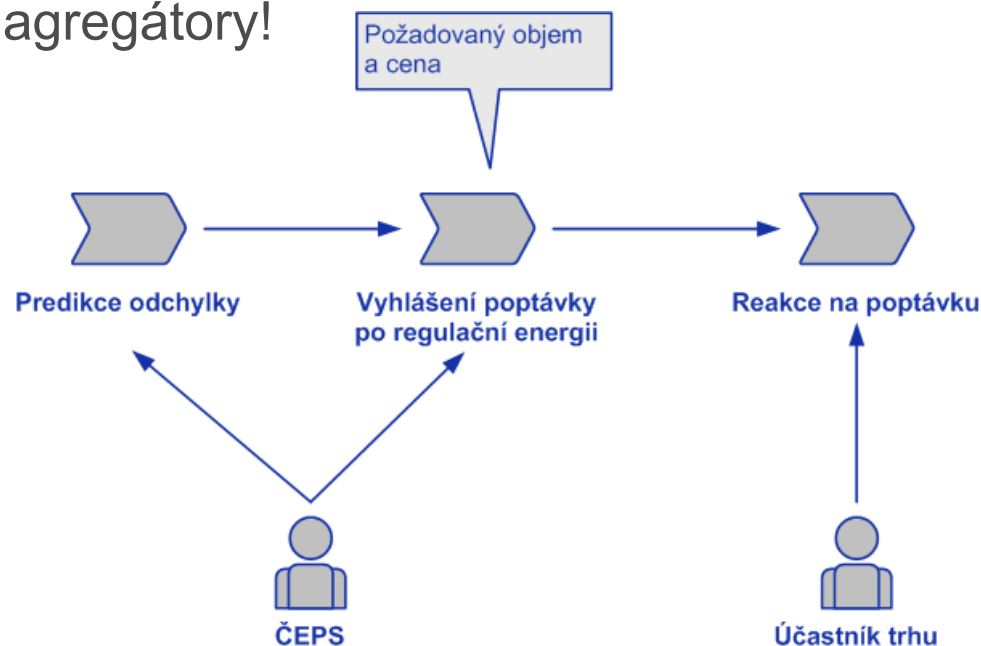 agregátory!
Požadovaný objem
a cena
Predikce odchylky
Vyhlášení poptávky
po regulační energii
Reakce na poptávku
ČEPS
Účastník trhu